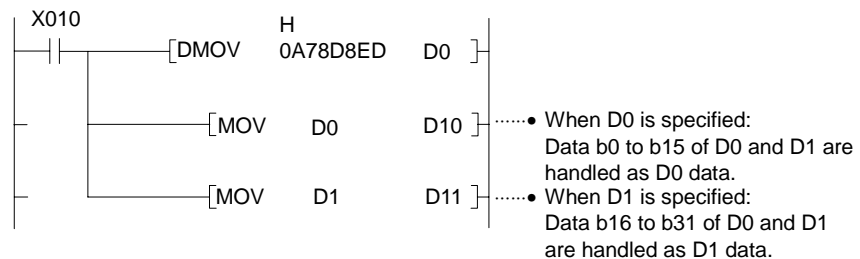 X010
H
DMOV 0A78D8ED D0
MOV D0 D10
When D0 is specified:
Data b0 to b15 of D0 and D1 are
handled as D0 data.
MOV D1 D11
When D1 is specified:
Data b16 to b31 of D0 and D1
are handled as D1 data.